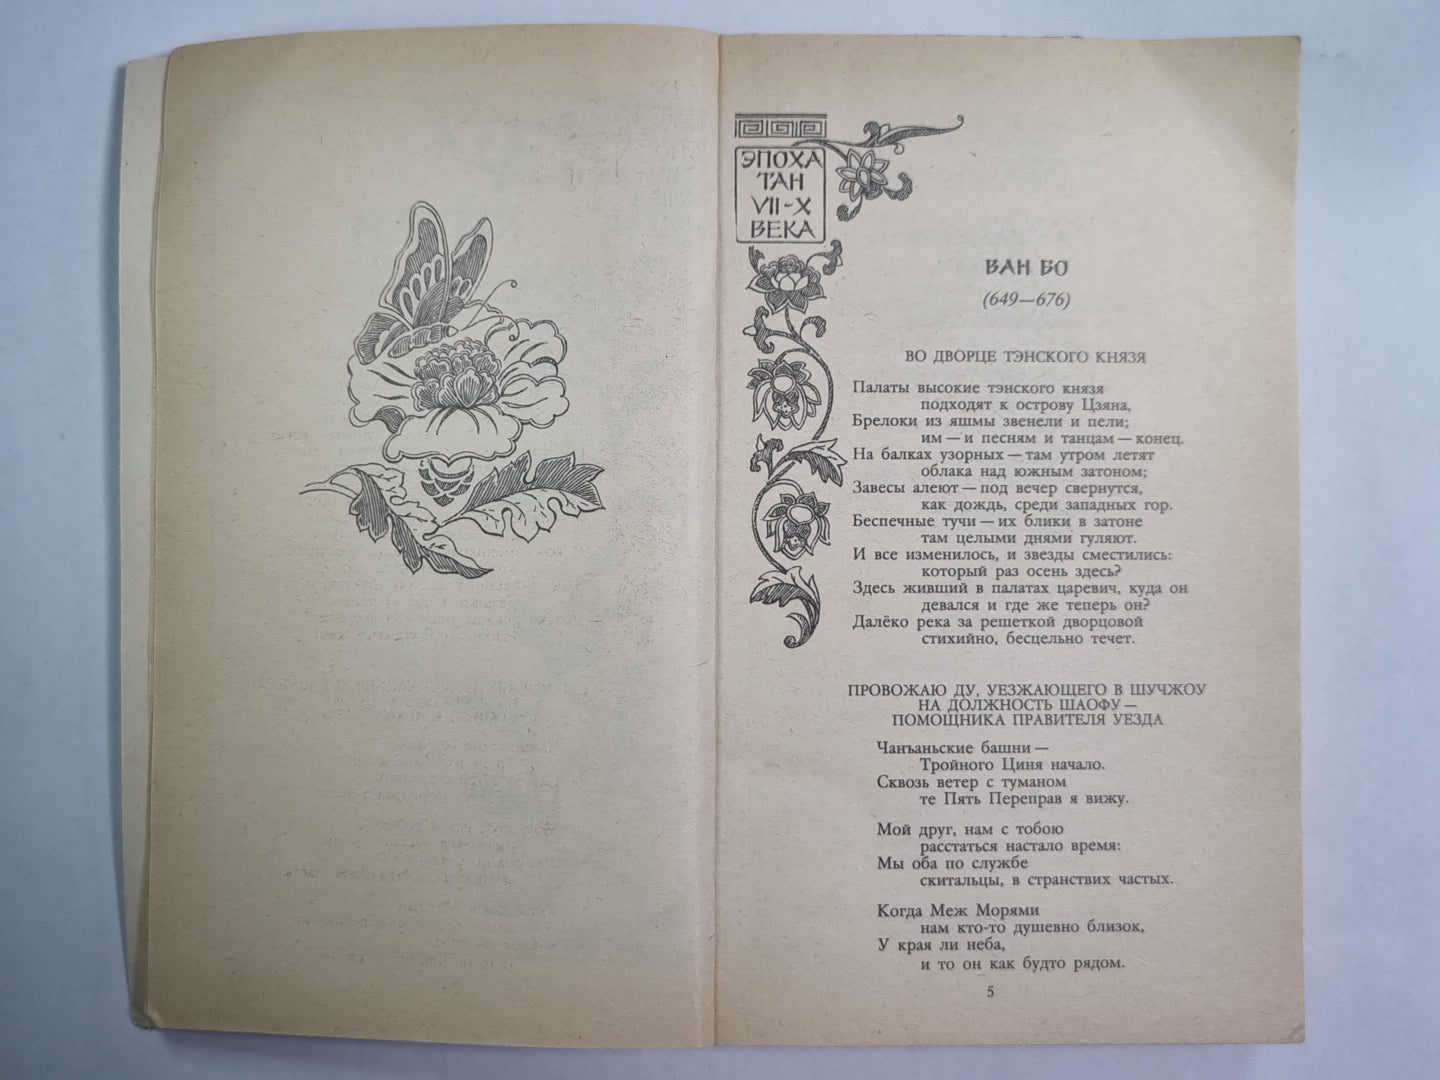 ЭПОХА
ТАН
VII-X
ВЕКА
ВАН БО
(649—676)
ВО ДВОРЦЕ ТЭНСКОГО КНЯЗЯ
Палаты высокие тэнского князя
подходят к острову Цзяна,
Брелоки из яшмы звенели и пели;
им — и песням и танцам — конец.
На балках узорных — там утром летят
облака над южным затоном;
Завесы алеют — под вечер свернутся,
как дождь, среди западных гор.
Беспечные тучи — их блики в затоне
там целыми днями гуляют.
И все изменилось, и звезды сместились:
который раз осень здесь?
Здесь живший в палатах царевич, куда он
девался и где же теперь он?
Далёко река за решеткой дворцовой
стихийно, бесцельно течет.
ПРОВОЖАЮ ДУ, УЕЗЖАЮЩЕГО В ШУЧЖОУ
НА ДОЛЖНОСТЬ ШАОФУ —
ПОМОЩНИКА ПРАВИТЕЛЯ УЕЗДА
Чанъаньские башни —
Тройного Циня начало.
Сквозь ветер с туманом
те Пять Переправ я вижу.
Мой друг, нам с тобою
расстаться настало время:
Мы оба по службе
скитальцы, в странствих частых.
Когда Меж Морями
нам кто-то душевно близок,
У края ли неба,
и то он как будто рядом.
5